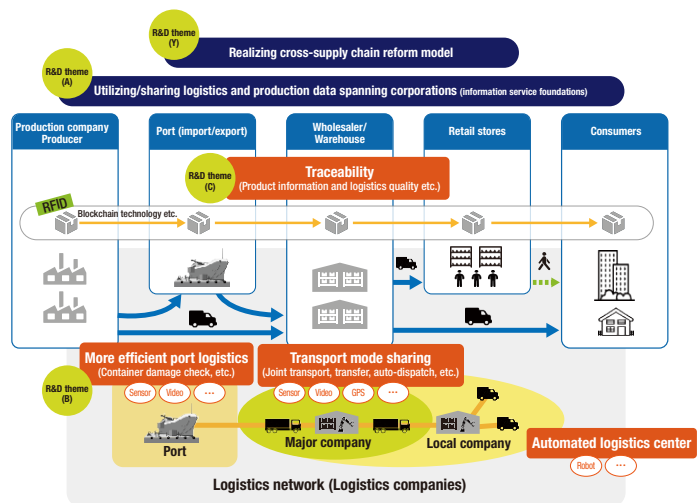 R&D theme
(Y)
Realizing cross-supply chain reform model
R&D theme
(A)
Utilizing/sharing logistics and production data spanning corporations (information service foundations)
Production company
Producer
Port (import/export)
Wholesaler/
Warehouse
Retail stores
Consumers
R&D theme
(C)
Traceability
(Product information and logistics quality etc.)
RFID
Blockchain technology etc.
More efficient port logistics
(Container damage check, etc.)
Sensor
Video
...
Transport mode sharing
(Joint transport, transfer, auto-dispatch, etc.)
Sensor
Video
GPS
...
R&D theme
(B)
Port
Major company
Local company
Automated logistics center
Robot
...
Logistics network (Logistics companies)